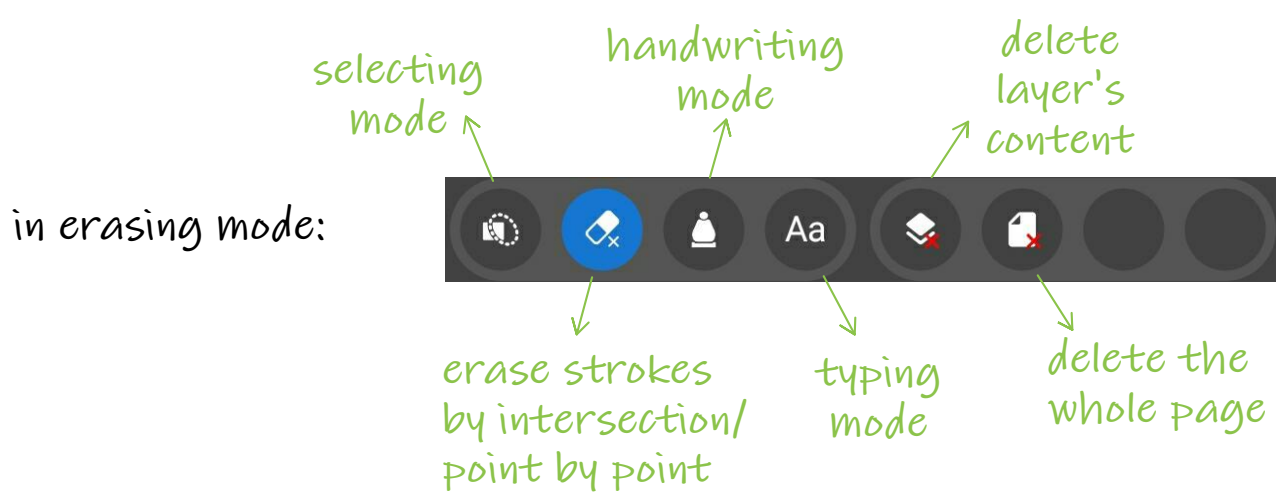 selecting
mode
handwriting
mode
delete
layer's
content
in erasing mode:
Aa
erase strokes
by intersection/
point by point
typing
mode
delete the
whole page